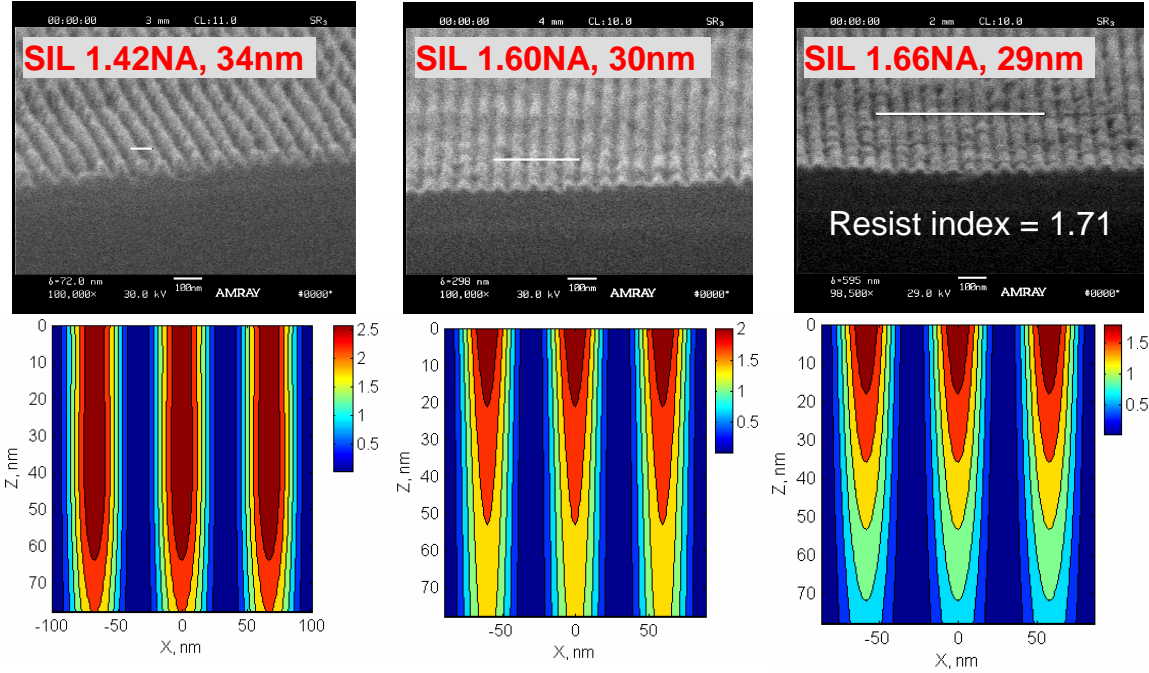 00:00:00 3 mm CL:11.0 SR3
SIL 1.42NA, 34nm
δ=72.0 nm 100nm
100,000× 30.0 kV AMRAY #0000*
00:00:00 4 mm CL:10.0 SR3
SIL 1.60NA, 30nm
δ=298 nm 100nm
100,000× 30.0 kV AMRAY #0000*
00:00:00 2 mm CL:10.0 SR3
SIL 1.66NA, 29nm
Resist index = 1.71
δ=595 nm 100nm
98,500× 29.0 kV AMRAY #0000*
0
10
20
30
40
50
60
70
Z, nm
-100 -50 0 50 100
X, nm
2.5
2
1.5
1
0.5
0
10
20
30
40
50
60
70
Z, nm
-50 0 50
X, nm
2
1.5
1
0.5
0
10
20
30
40
50
60
70
Z, nm
-50 0 50
X, nm
1.5
1
0.5